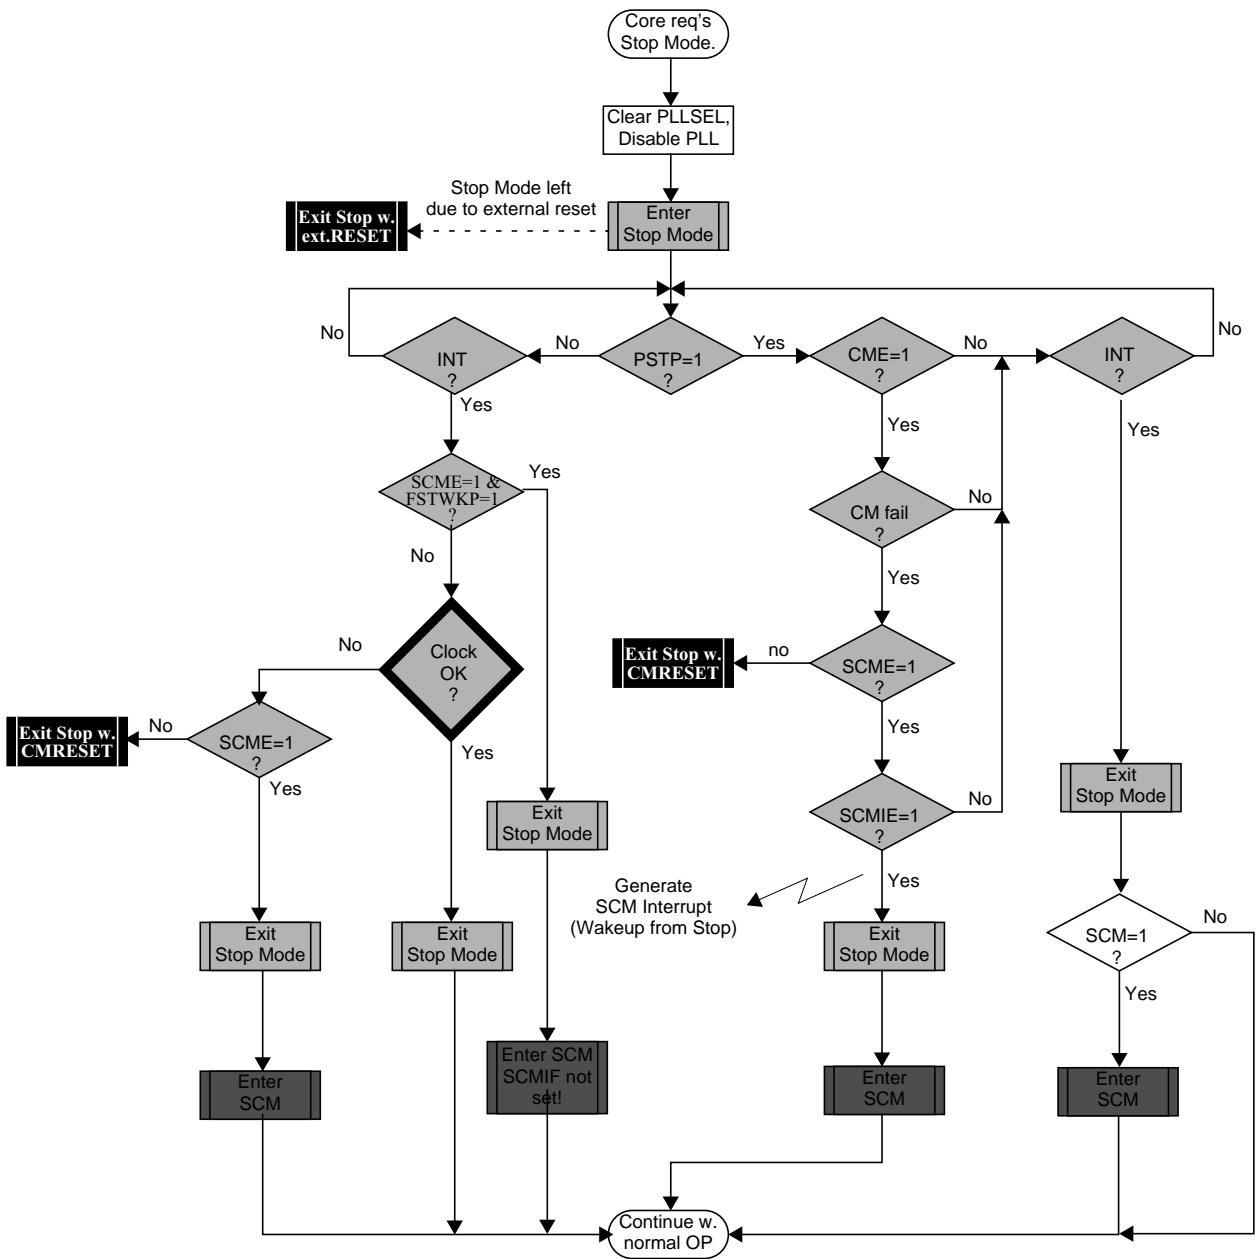 Core req's
Stop Mode.
Clear PLLSEL,
Disable PLL
Stop Mode left
due to external reset
Exit Stop w.
ext.RESET
Enter
Stop Mode
No
INT
?
No
PSTP=1
?
Yes
CME=1
?
No
INT
?
No
Yes
Yes
Yes
SCME=1 &
FSTWKP=1
?
Yes
CM fail
?
No
No
Yes
No
Clock
OK
?
Exit Stop w.
CMRESET
no
SCME=1
?
Exit Stop w.
CMRESET
No
SCME=1
?
Yes
Yes
Yes
Exit
Stop Mode
SCMIE=1
?
No
Exit
Stop Mode
Generate
SCM Interrupt
(Wakeup from Stop)
Yes
Exit
Stop Mode
Exit
Stop Mode
Exit
Stop Mode
SCM=1
?
No
Yes
Enter
SCM
Enter SCM
SCMIF not
set!
Enter
SCM
Enter
SCM
Continue w.
normal OP